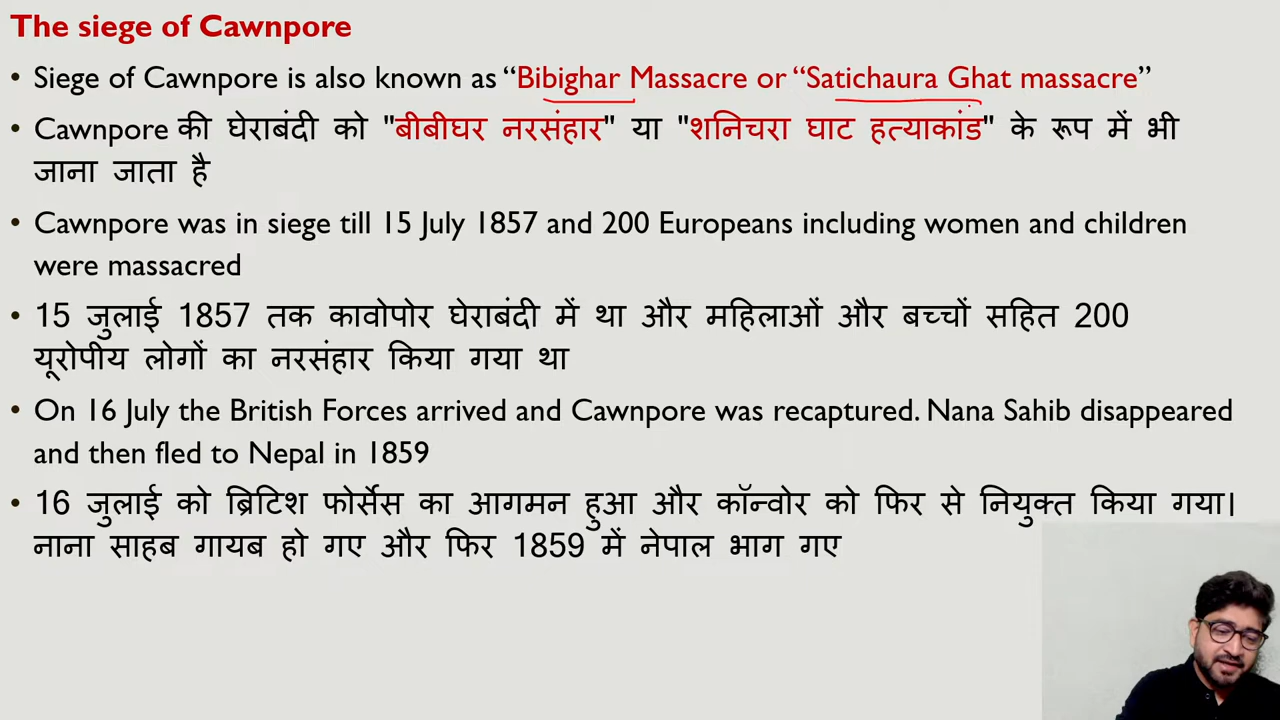 The siege of Cawnpore
• Siege of Cawnpore is also known as “Bibighar Massacre or “Satichaura Ghat massacre”
• Cawnpore की घेराबंदी को "बीबीघर नरसंहार" या "शनिचरा घाट हत्याकांड" के रूप में भी
जाना जाता है
• Cawnpore was in siege till 15 July 1857 and 200 Europeans including women and children
were massacred
• 15 जुलाई 1857 तक कावोपोर घेराबंदी में था और महिलाओं और बच्चों सहित 200
यूरोपीय लोगों का नरसंहार किया गया था
• On 16 July the British Forces arrived and Cawnpore was recaptured. Nana Sahib disappeared
and then fled to Nepal in 1859
• 16 जुलाई को ब्रिटिश फोर्सेस का आगमन हुआ और कॉन्वोर को फिर से नियुक्त किया गया।
नाना साहब गायब हो गए और फिर 1859 में नेपाल भाग गए